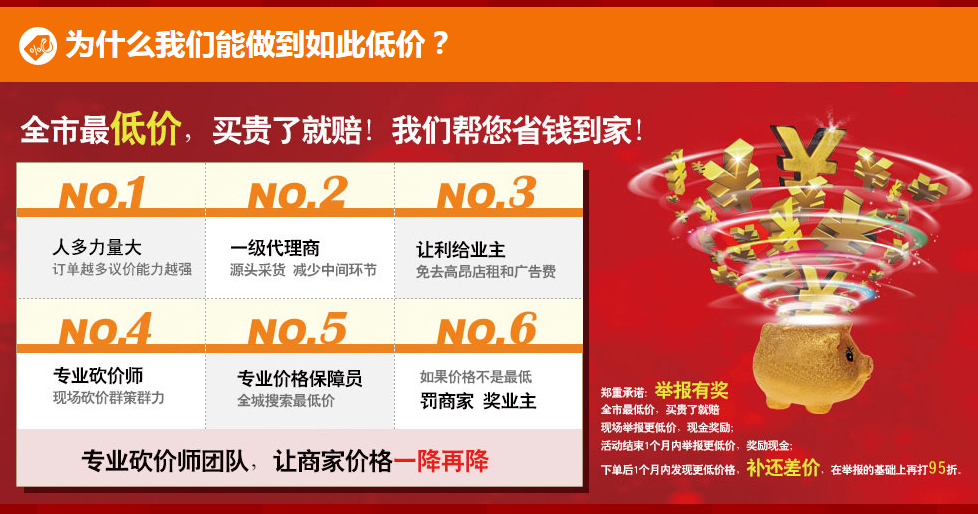 为什么我们能做到如此低价？
全市最低价，买贵了就赔！我们帮您省钱到家！
NO.1
人多力量大
订单越多议价能力越强
NO.2
一级代理商
源头采货 减少中间环节
NO.3
让利给业主
免去高昂店租和广告费
NO.4
专业砍价师
现场砍价群策群力
NO.5
专业价格保障员
全城搜索最低价
NO.6
如果价格不是最低
罚商家 奖业主
专业砍价师团队，让商家价格一降再降
郑重承诺：举报有奖
全市最低价，买贵了就赔
现场举报更低价，现金奖励；
活动结束1个月内举报更低价，奖励现金；
下单后1个月内发现更低价格，补还差价，在举报的基础上再打95折.